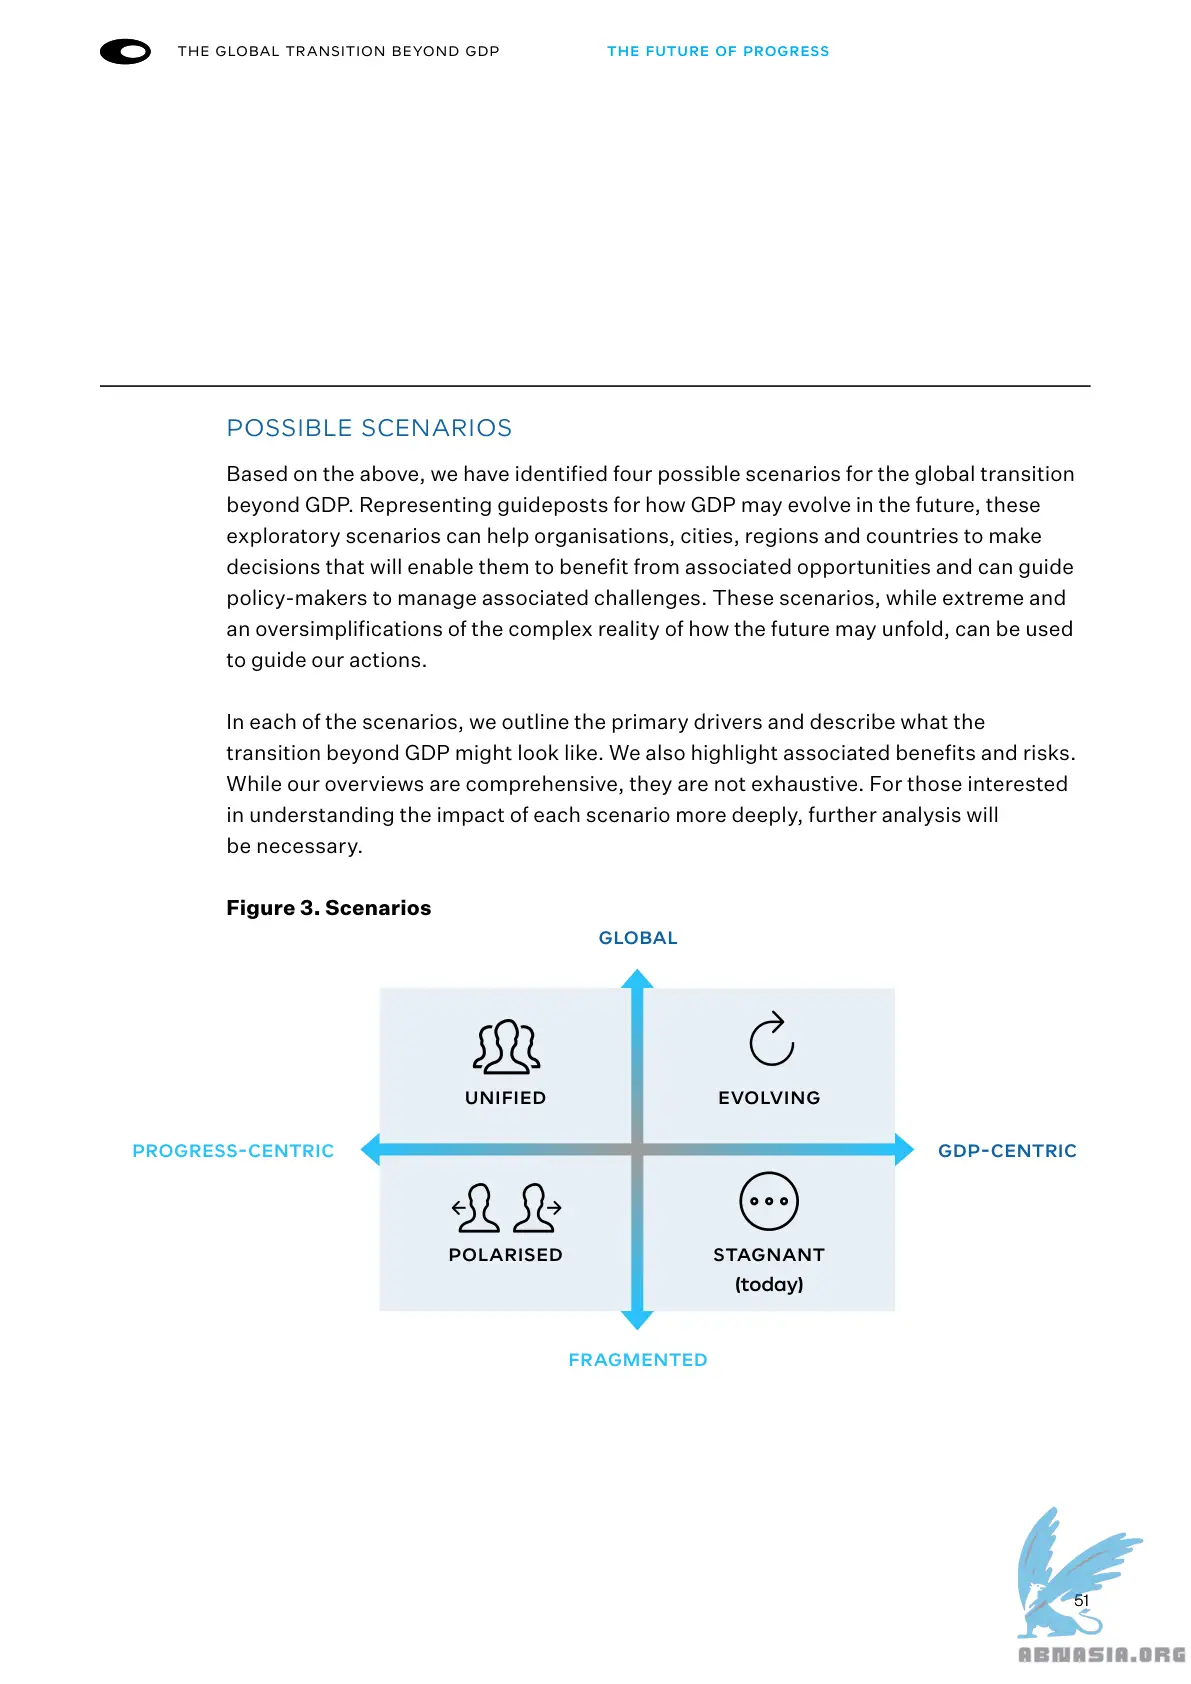 THE GLOBAL TRANSITION BEYOND GDP
THE FUTURE OF PROGRESS
POSSIBLE SCENARIOS
Based on the above, we have identified four possible scenarios for the global transition
beyond GDP. Representing guideposts for how GDP may evolve in the future, these
exploratory scenarios can help organisations, cities, regions and countries to make
decisions that will enable them to benefit from associated opportunities and can guide
policy-makers to manage associated challenges. These scenarios, while extreme and
an oversimplifications of the complex reality of how the future may unfold, can be used
to guide our actions.
In each of the scenarios, we outline the primary drivers and describe what the
transition beyond GDP might look like. We also highlight associated benefits and risks.
While our overviews are comprehensive, they are not exhaustive. For those interested
in understanding the impact of each scenario more deeply, further analysis will
be necessary.
Figure 3. Scenarios
GLOBAL
UNIFIED
EVOLVING
PROGRESS-CENTRIC
GDP-CENTRIC
POLARISED
STAGNANT
(today)
FRAGMENTED
51
ABNASIA.ORG